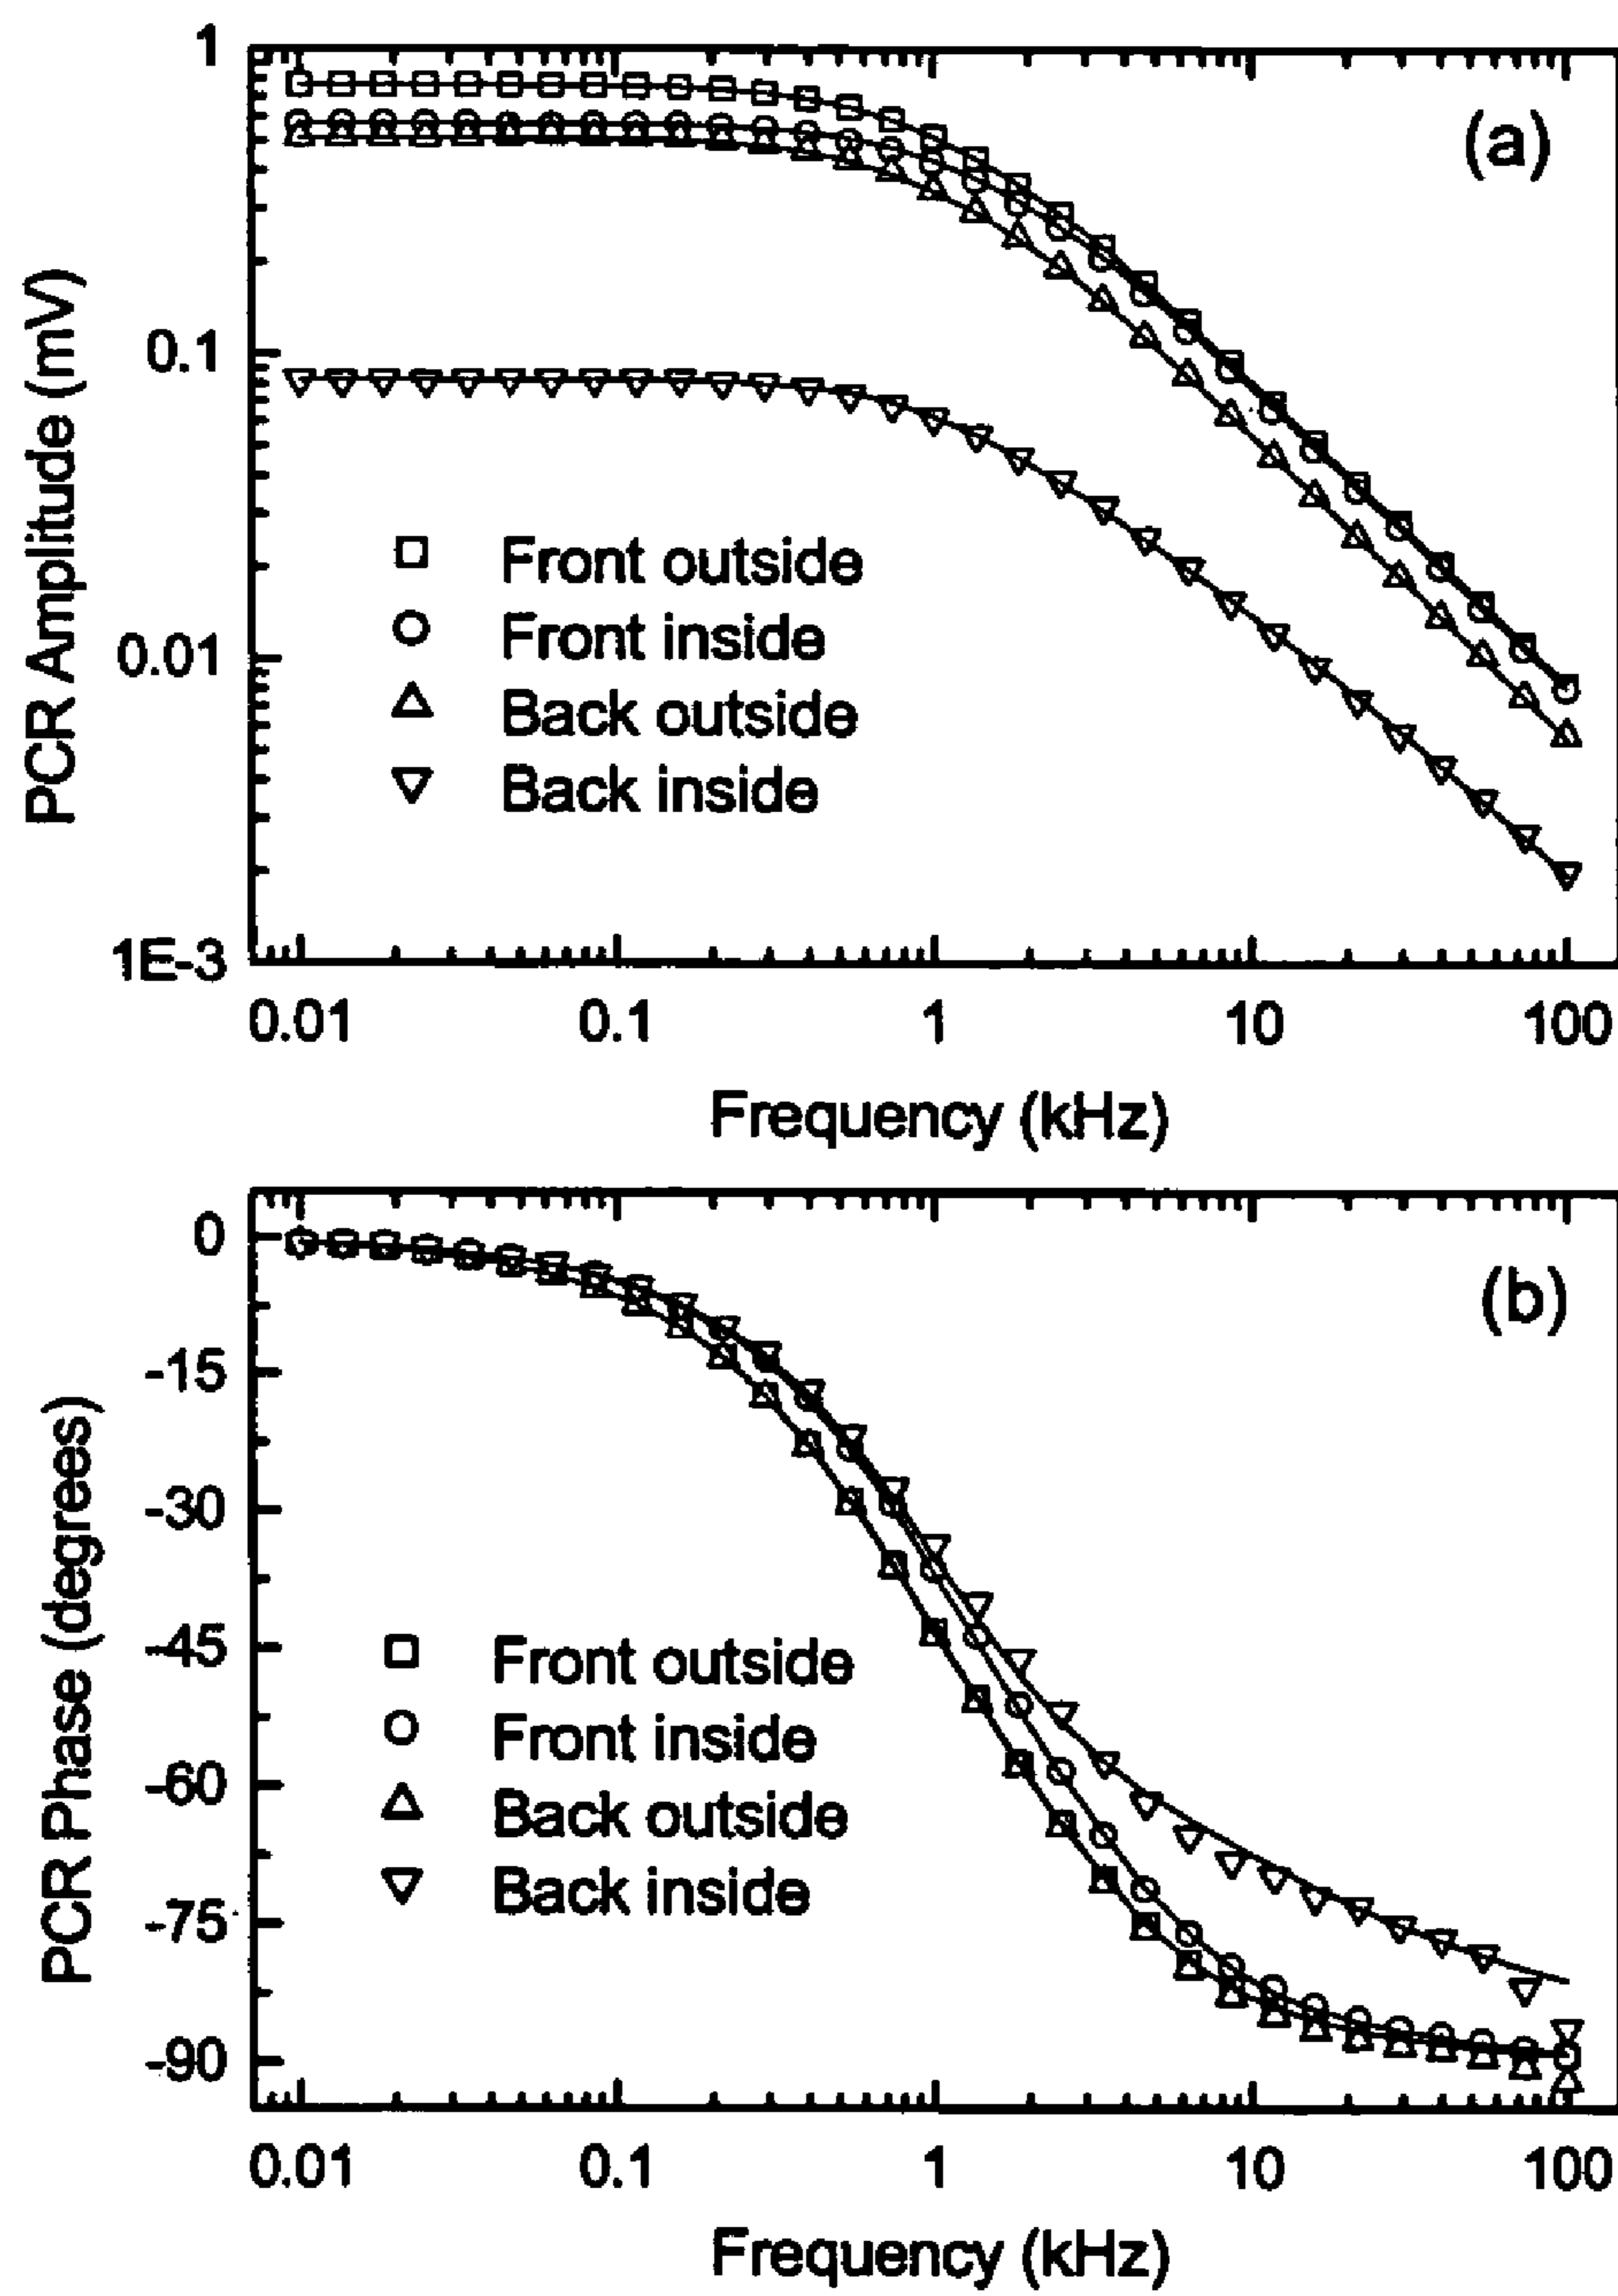 1
(a)
0.1
0.01
1E-3
PCR Amplitude (mV)
Front outside
Front inside
Back outside
Back inside
0.01 0.1 1 10 100
Frequency (kHz)
0
(b)
-15
-30
-45
-60
-75
-90
PCR Phase (degrees)
Front outside
Front inside
Back outside
Back inside
0.01 0.1 1 10 100
Frequency (kHz)